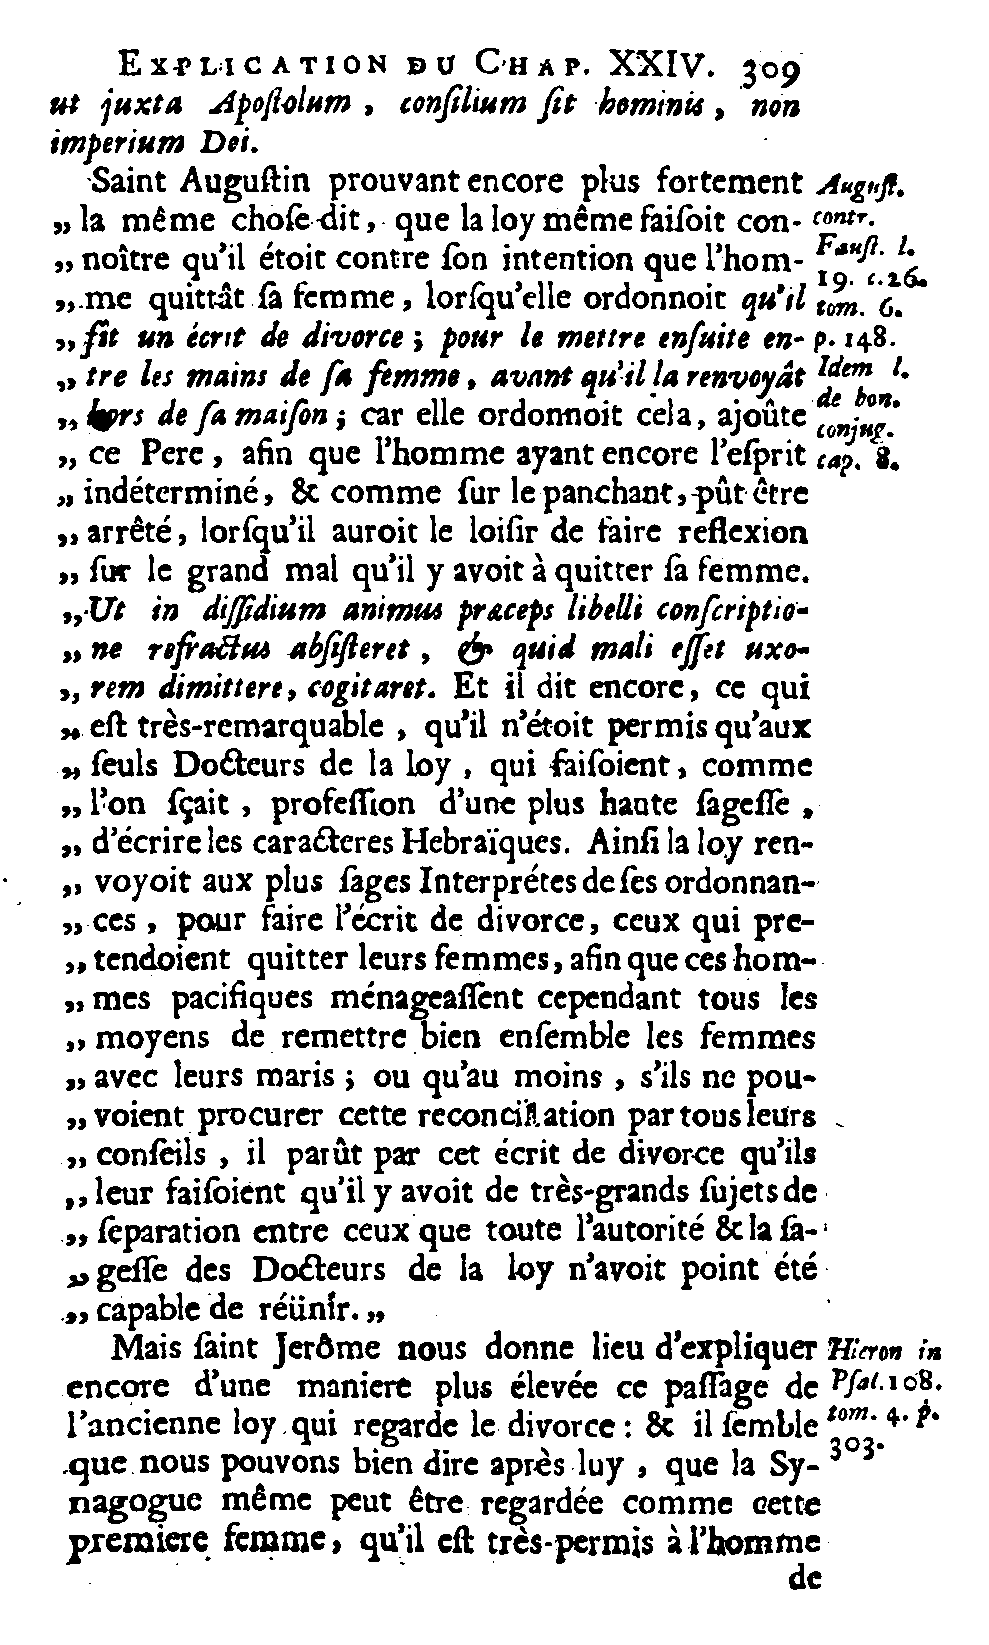 EXPLICATION DU CHAP. XXIV. 309
ut juxta Apoſtolum, conſilium ſit hominis, non
imperium Dei.
Saint Auguſtin prouvant encore plus fortement
„ la même choſe dit, que la loy même faiſoit con-
„ noître qu'il étoit contre ſon intention que l'hom-
„ me quittât ſa femme, lorſqu'elle ordonnoit qu'il
„ fît un écrit de divorce ; pour le mettre enſuite en-
„ tre les mains de ſa femme, avant qu'il la renvoyât
„ hors de ſa maiſon ; car elle ordonnoit cela, ajoûte
„ ce Pere, afin que l'homme ayant encore l'eſprit
„ indéterminé, & comme ſur le panchant, pût être
„ arrêté, lorſqu'il auroit le loiſir de faire reflexion
„ ſur le grand mal qu'il y avoit à quitter ſa femme.
„ Ut in diſſidium animus præceps libelli conſcriptio-
„ ne refractus abſiſteret, & quid mali eſſet uxo-
„ rem dimittere, cogitaret. Et il dit encore, ce qui
„ eſt très-remarquable, qu'il n'étoit permis qu'aux
„ ſeuls Docteurs de la loy, qui faiſoient, comme
„ l'on ſçait, profeſſion d'une plus haute ſageſſe,
„ d'écrire les caracteres Hebraïques. Ainſi la loy ren-
„ voyoit aux plus ſages Interprétes de ſes ordonnan-
„ ces, pour faire l'écrit de divorce, ceux qui pre-
„ tendoient quitter leurs femmes, afin que ces hom-
„ mes pacifiques ménageaſſent cependant tous les
„ moyens de remettre bien enſemble les femmes
„ avec leurs maris ; ou qu'au moins, s'ils ne pou-
„ voient procurer cette reconciliation par tous leurs
„ conſeils, il parût par cet écrit de divorce qu'ils
„ leur faiſoient qu'il y avoit de très-grands ſujets de
„ ſeparation entre ceux que toute l'autorité & la ſa-
„ geſſe des Docteurs de la loy n'avoit point été
„ capable de réünir. „
Mais ſaint Jerôme nous donne lieu d'expliquer
encore d'une maniere plus élevée ce paſſage de
l'ancienne loy qui regarde le divorce : & il ſemble
que nous pouvons bien dire après luy, que la Sy-
nagogue même peut être regardée comme cette
premiere femme, qu'il eſt très-permis à l'homme
de
Auguſt.
contr.
Fauſt. l.
19. c. 26.
tom. 6.
p. 148.
Idem l.
de bon.
conjug.
cap. 8.
Hieron in
Pſal. 108.
tom. 4. p.
303.